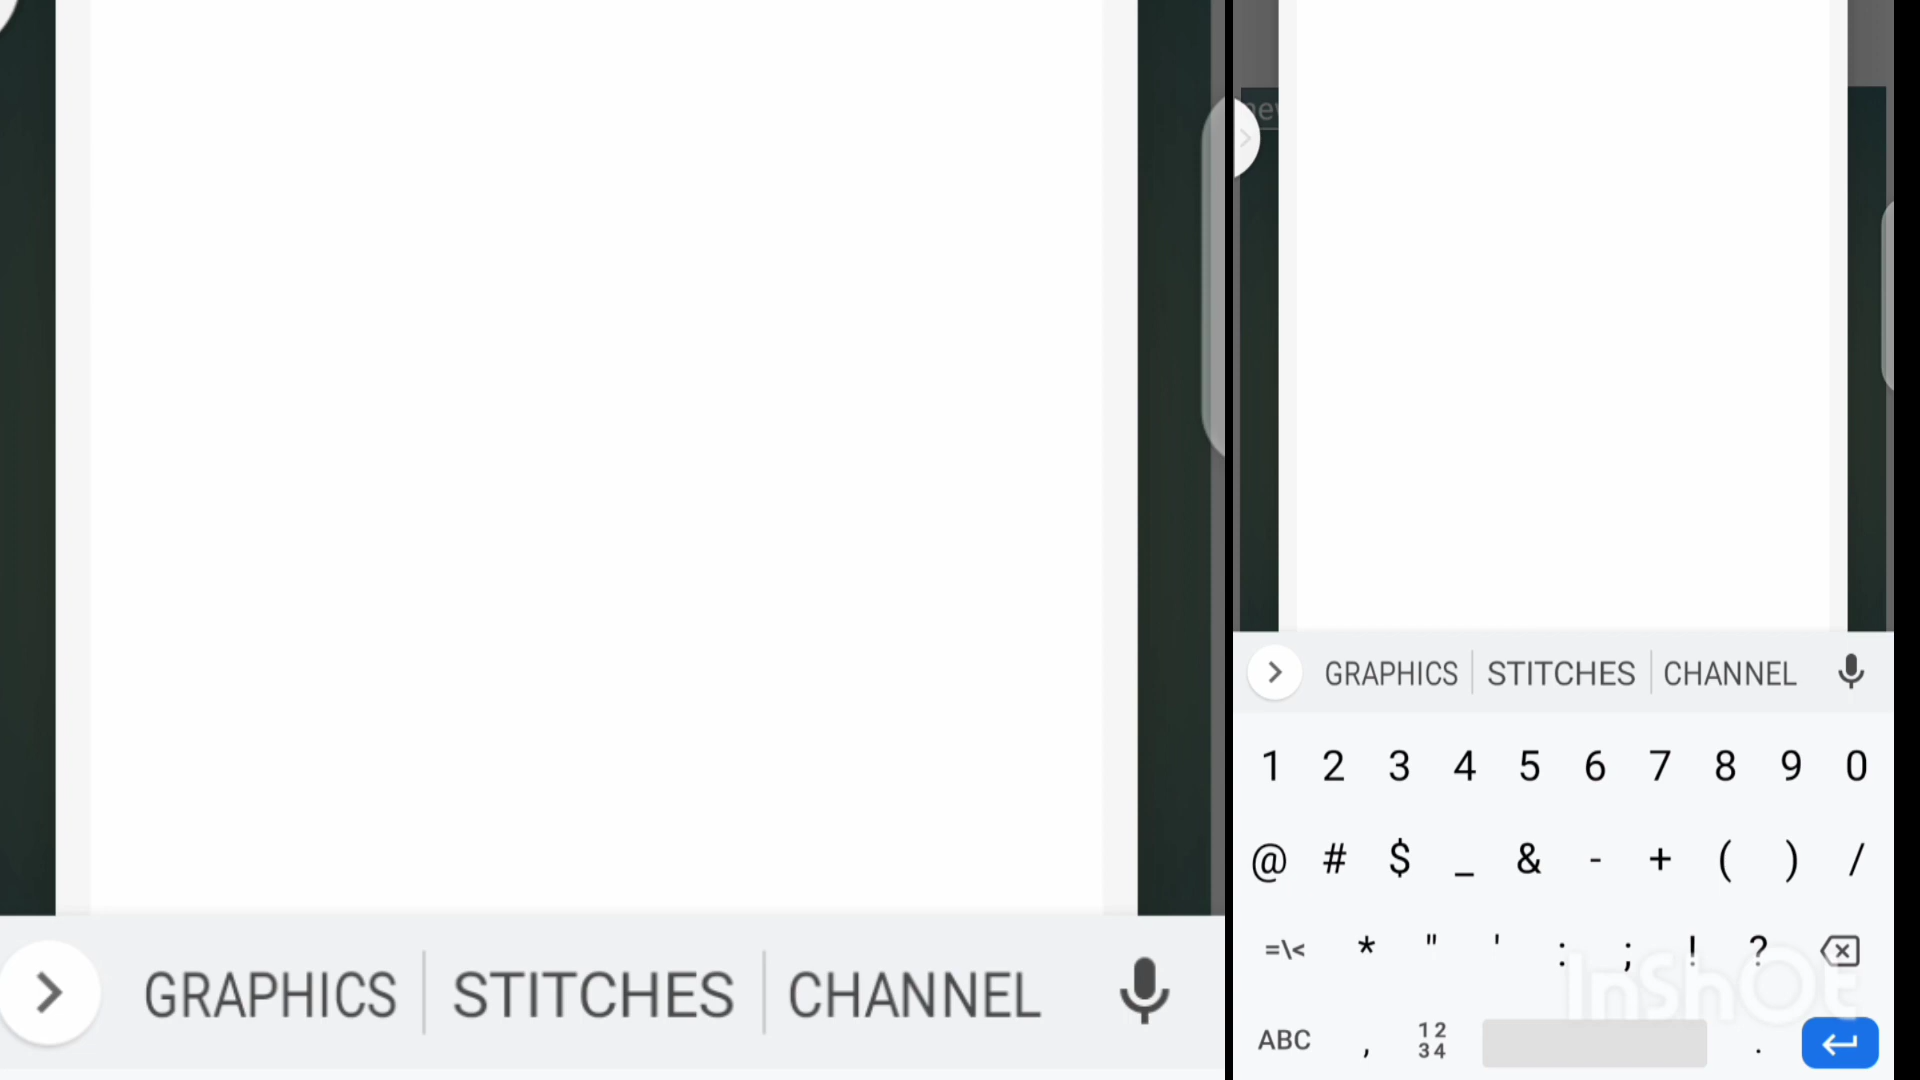 GRAPHICS STITCHES CHANNEL
new
GRAPHICS STITCHES CHANNEL
1 2 3 4 5 6 7 8 9 0
@ # $ _ & - + ( ) /
=\< * " ' : ; ! ?
ABC , 12 34 .
InShOt